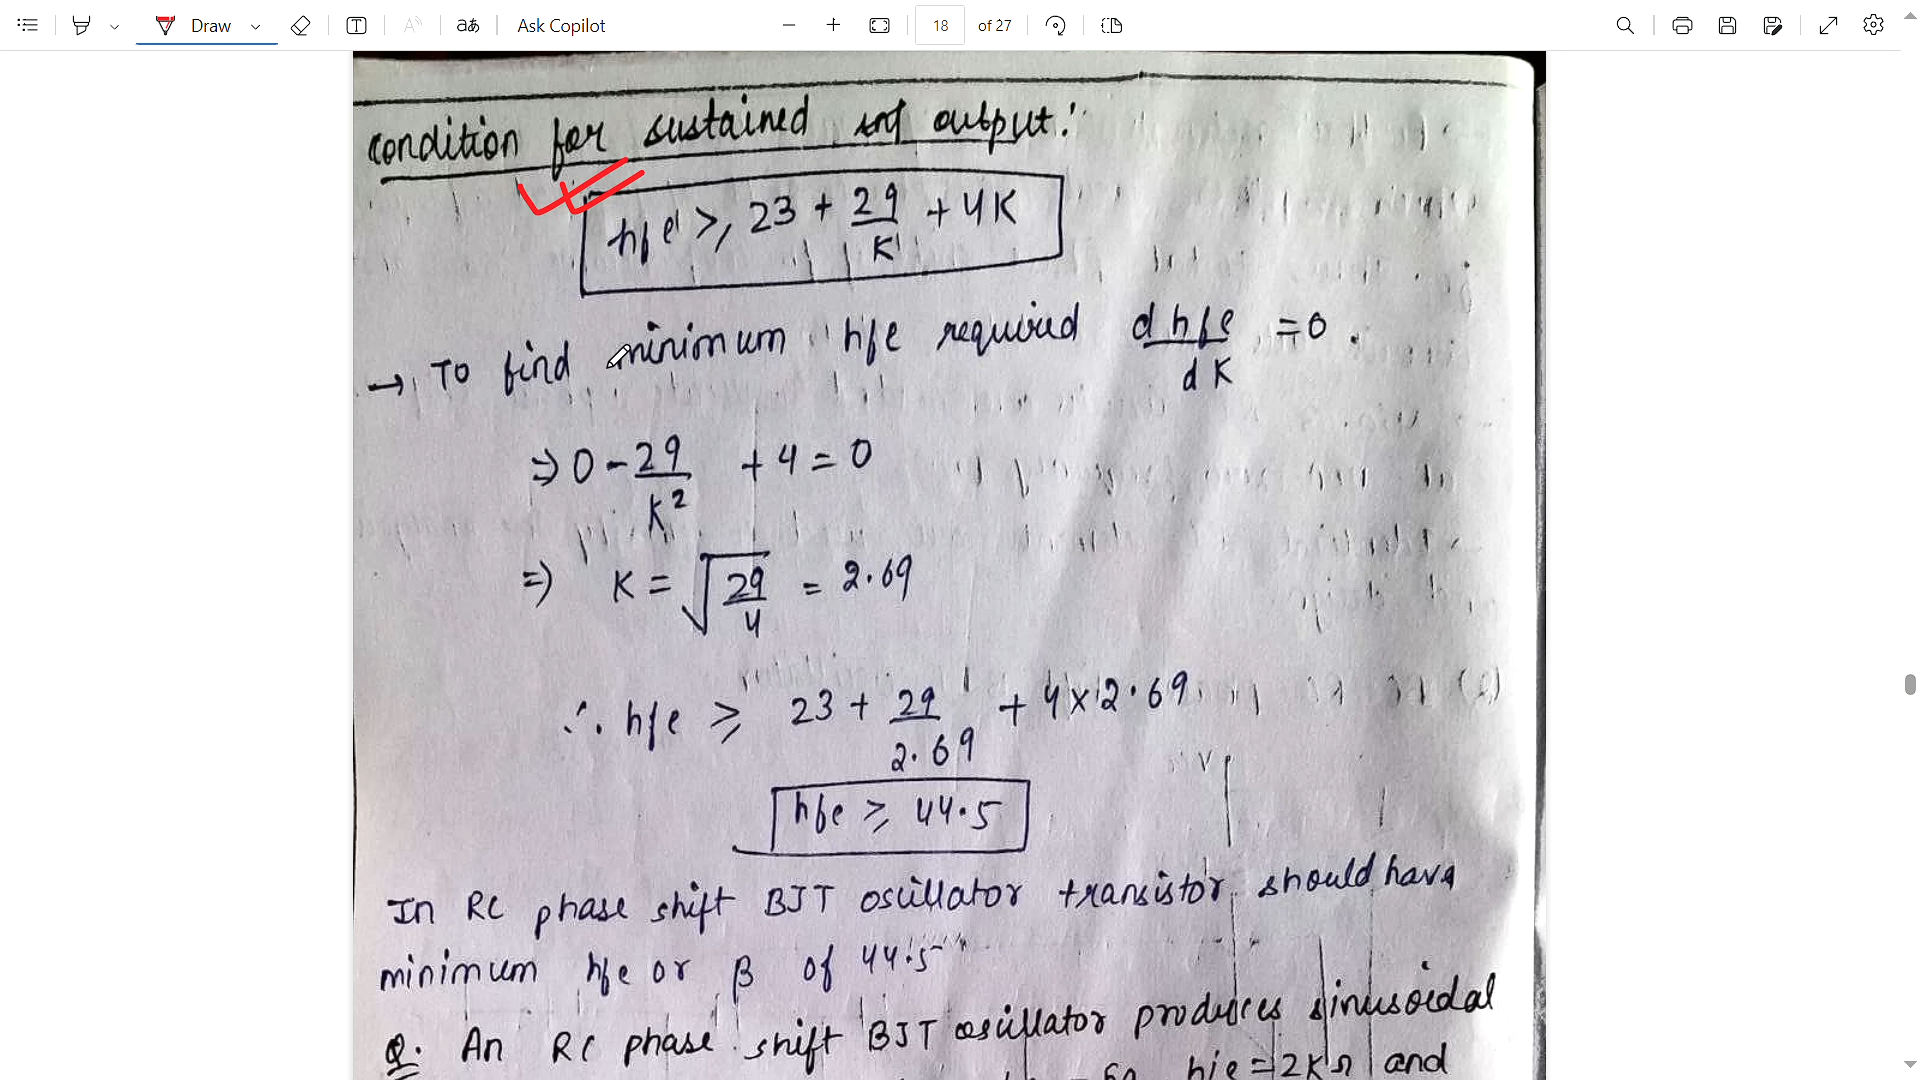 Draw
Ask Copilot
18 of 27
condition for sustained output:
hfe ≥ 23 + 29/K + 4K
→ To find minimum hfe required dhfe/dK = 0.
⇒ 0 - 29/K² + 4 = 0
⇒ K = √(29/4) = 2.69
∴ hfe ≥ 23 + 29/2.69 + 4×2.69
hfe ≥ 44.5
In RC phase shift BJT oscillator transistor should have
minimum hfe or β of 44.5
Q. An RC phase shift BJT oscillator produces sinusoidal
hie = 2KΩ and